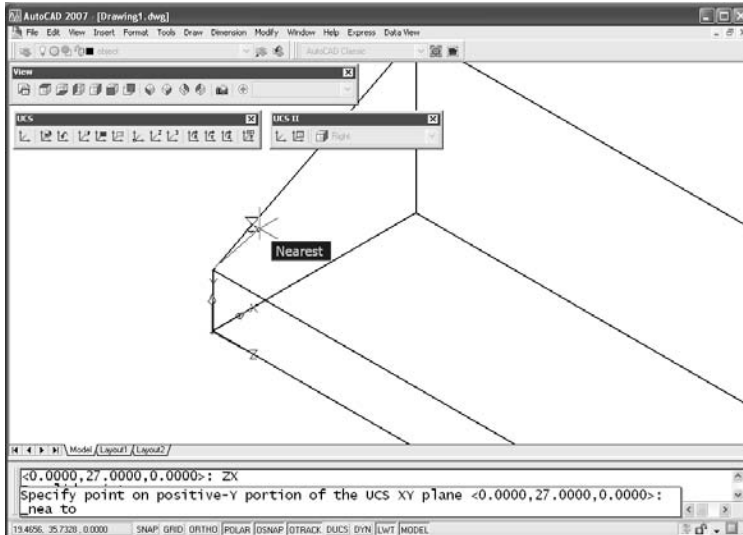 AutoCAD 2007 - [Drawing1.dwg]
File Edit View Insert Format Tools Draw Dimension Modify Window Help Express Data View
AutoCAD Classic
View
UCS
UCS II
Right
Nearest
Y
X
Z
Model Layout1 Layout2
<0.0000,27.0000,0.0000>: ZX
Specify point on positive-Y portion of the UCS XY plane <0.0000,27.0000,0.0000>:
_nea to
19.4656, 35.7328, 0.0000 SNAP GRID ORTHO POLAR OSNAP OTRACK DUCS DYN LWT MODEL